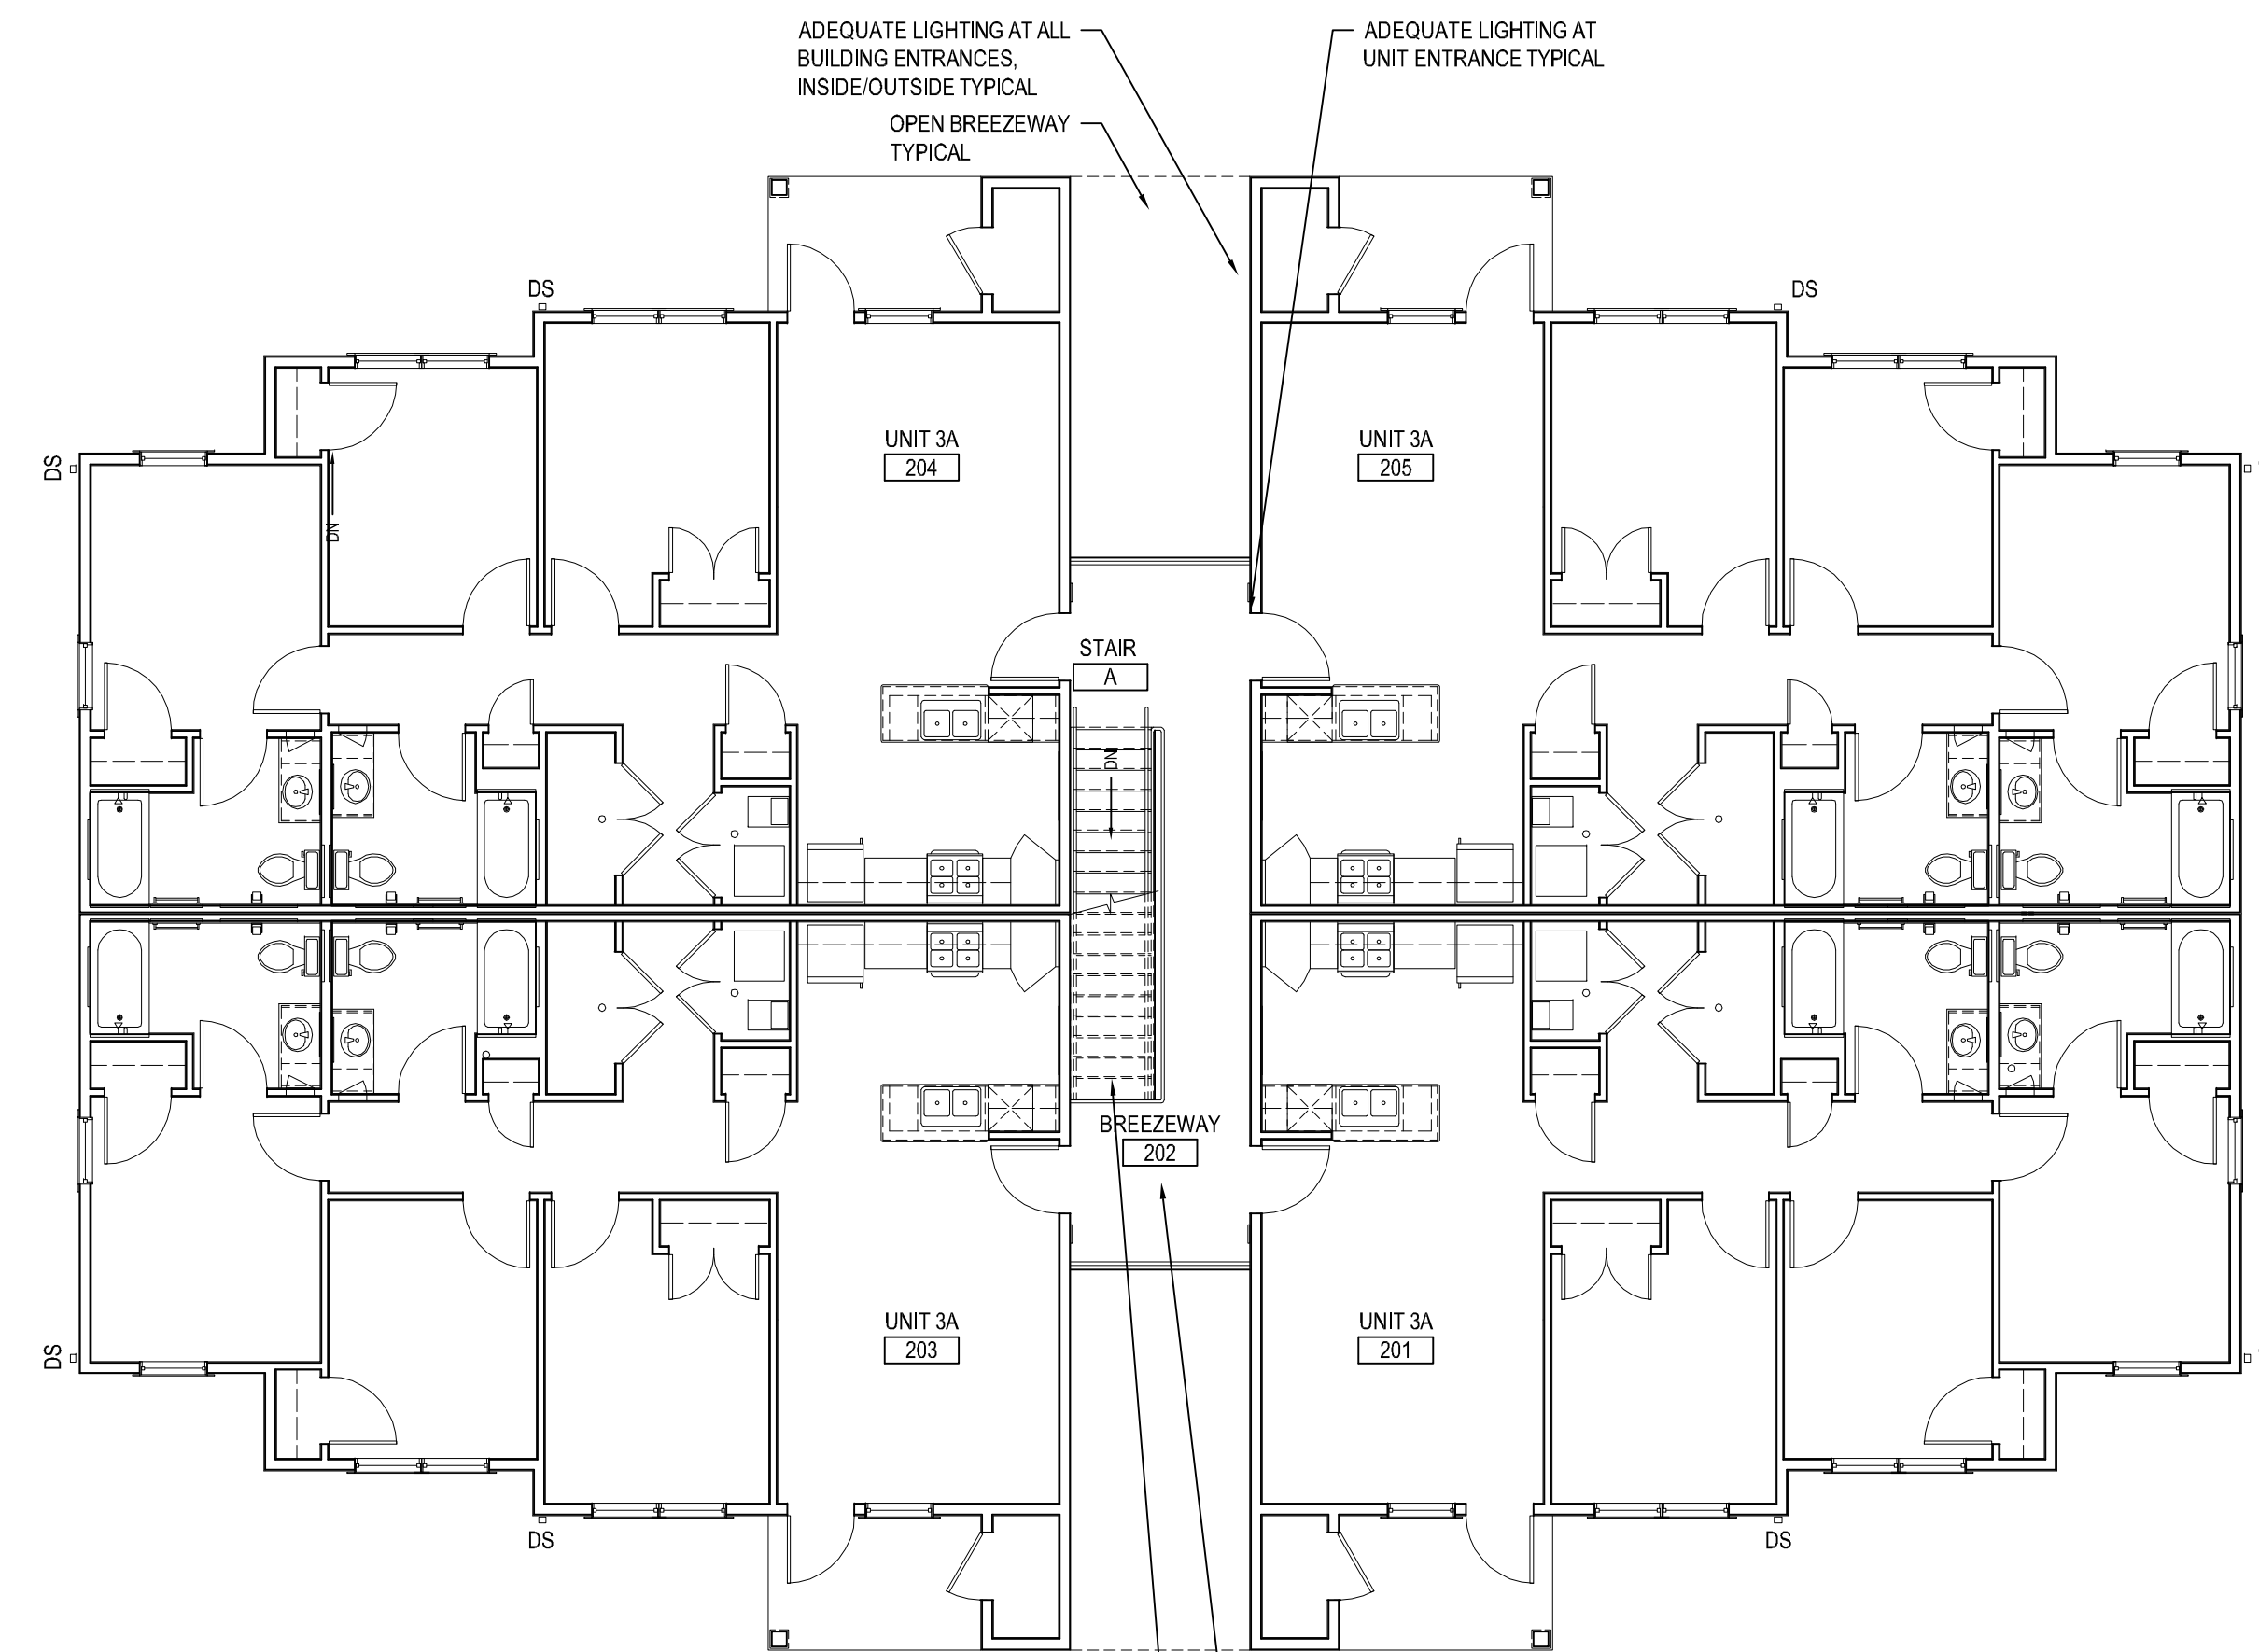 ADEQUATE LIGHTING AT ALL
BUILDING ENTRANCES,
INSIDE/OUTSIDE TYPICAL
ADEQUATE LIGHTING AT
UNIT ENTRANCE TYPICAL
OPEN BREEZEWAY
TYPICAL
DS
DS
DS
UNIT 3A
204
UNIT 3A
205
DN
STAIR
A
DN
BREEZEWAY
202
UNIT 3A
203
UNIT 3A
201
DS
DS
DS